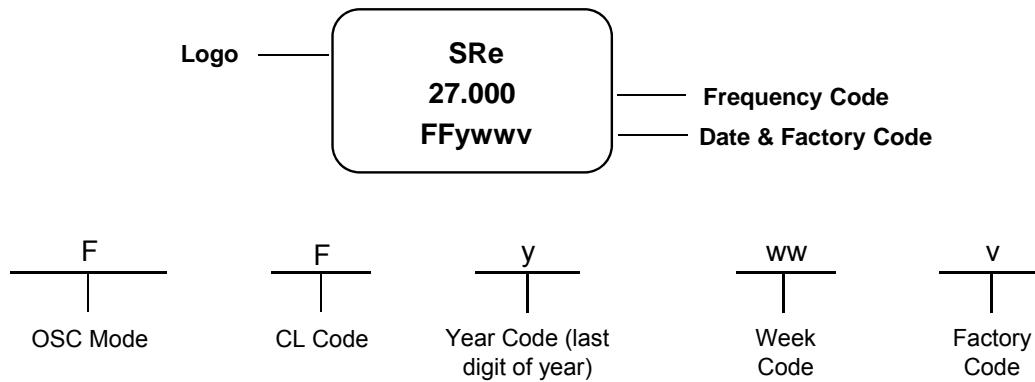 Logo
SRe
27.000
FFywwv
Frequency Code
Date & Factory Code
F
F
y
ww
v
OSC Mode
CL Code
Year Code (last
digit of year)
Week
Code
Factory
Code